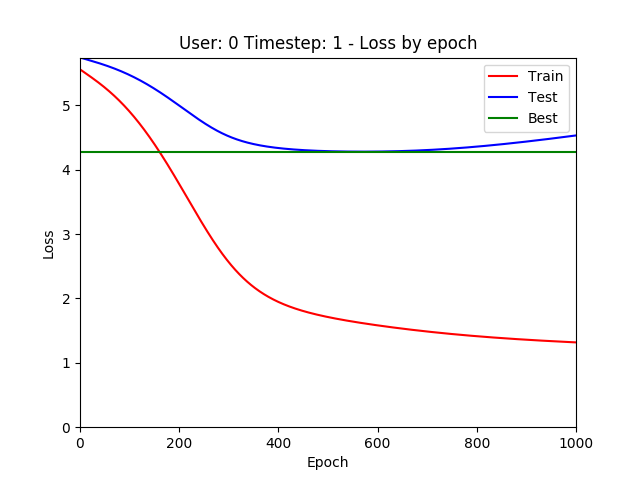 User: 0 Timestep: 1 - Loss by epoch
Train
Test
Best
5
4
3
2
1
0
Loss
0 200 400 600 800 1000
Epoch